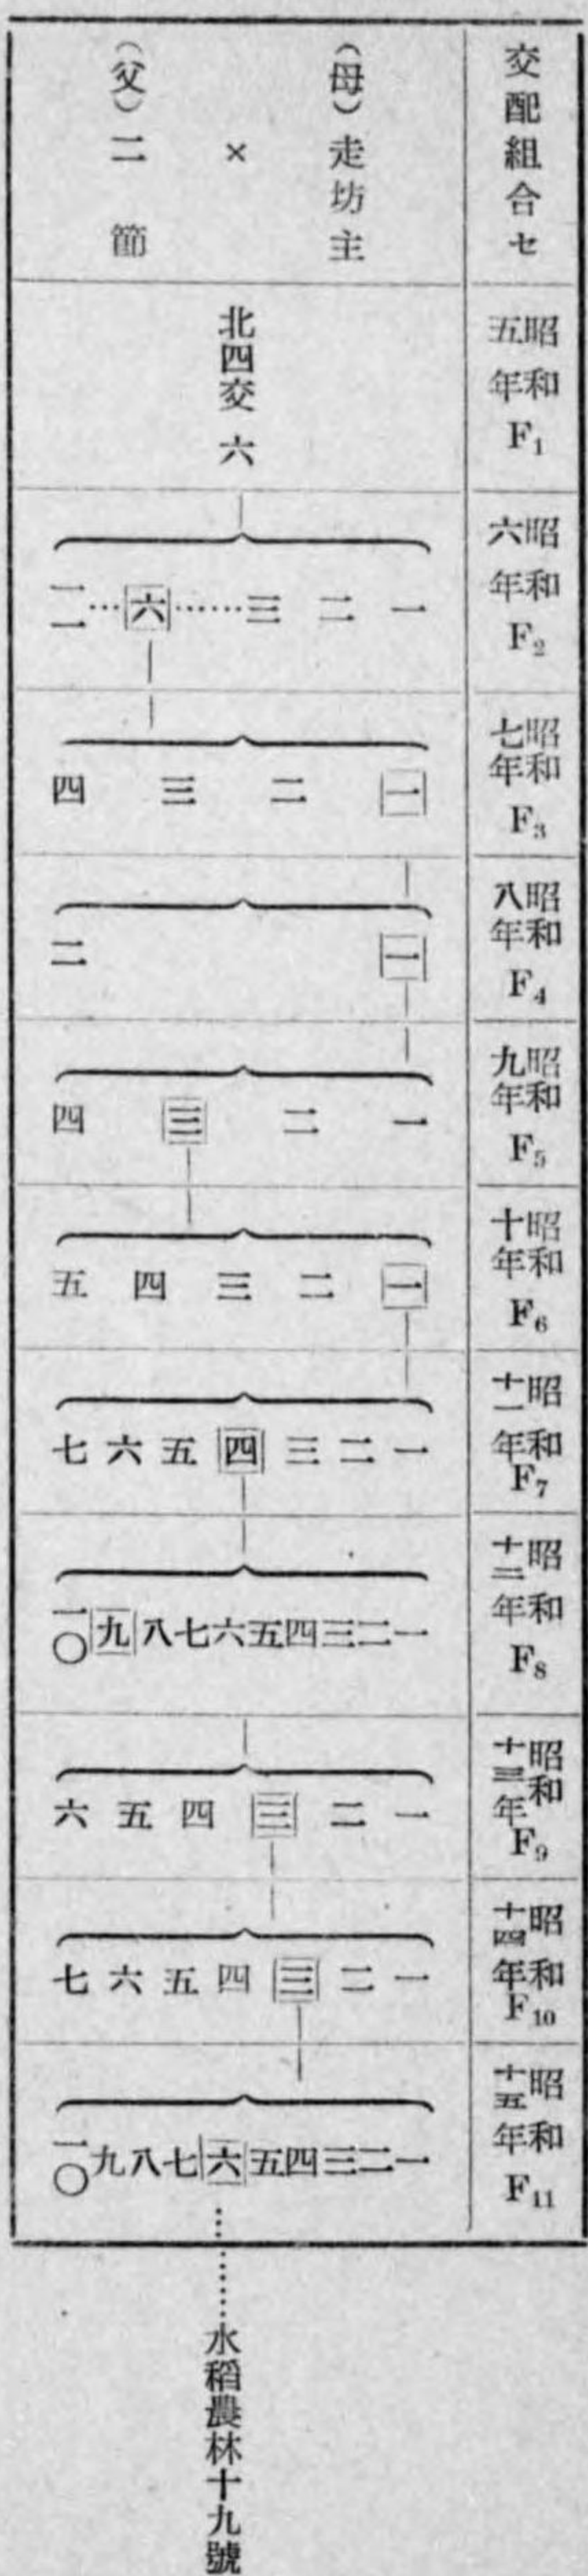 交配組合セ
(母)走坊主
×
(父)二節
昭和五年 F₁
北四交六
昭和六年 F₂
一 二 三……六…一一
昭和七年 F₃
一 二 三 四
昭和八年 F₄
一 二
昭和九年 F₅
一 二 三 四
昭和十年 F₆
一 二 三 四 五
昭和十一年 F₇
一 二 三 四 五 六 七
昭和十二年 F₈
一 二 三 四 五 六 七 八 九 一〇
昭和十三年 F₉
一 二 三 四 五 六
昭和十四年 F₁₀
一 二 三 四 五 六 七
昭和十五年 F₁₁
一 二 三 四 五 六 七 八 九 一〇
………水稻農林十九號